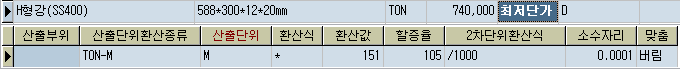 H형강(SS400) 588*300*12*20mm TON 740,000 최저단가 D
산출부위 산출단위환산종류 산출단위 환산식 환산값 할증율 2차단위환산식 소수자리 맞춤
TON-M M * 151 105 /1000 0.0001 버림